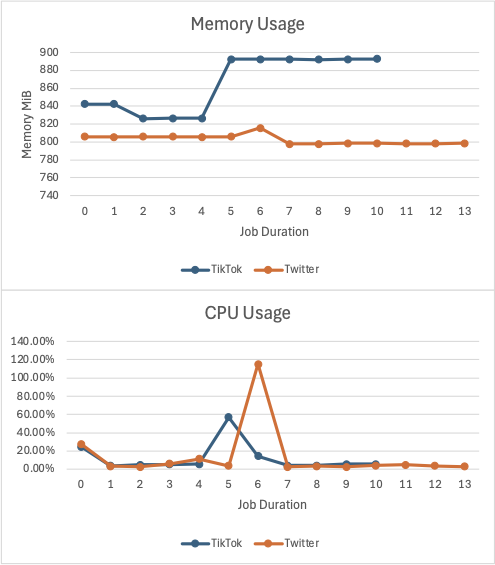 Memory Usage
900
880
860
840
820
800
780
760
740
Memory MiB
0 1 2 3 4 5 6 7 8 9 10 11 12 13
Job Duration
TikTok Twitter
CPU Usage
140.00%
120.00%
100.00%
80.00%
60.00%
40.00%
20.00%
0.00%
0 1 2 3 4 5 6 7 8 9 10 11 12 13
Job Duration
TikTok Twitter